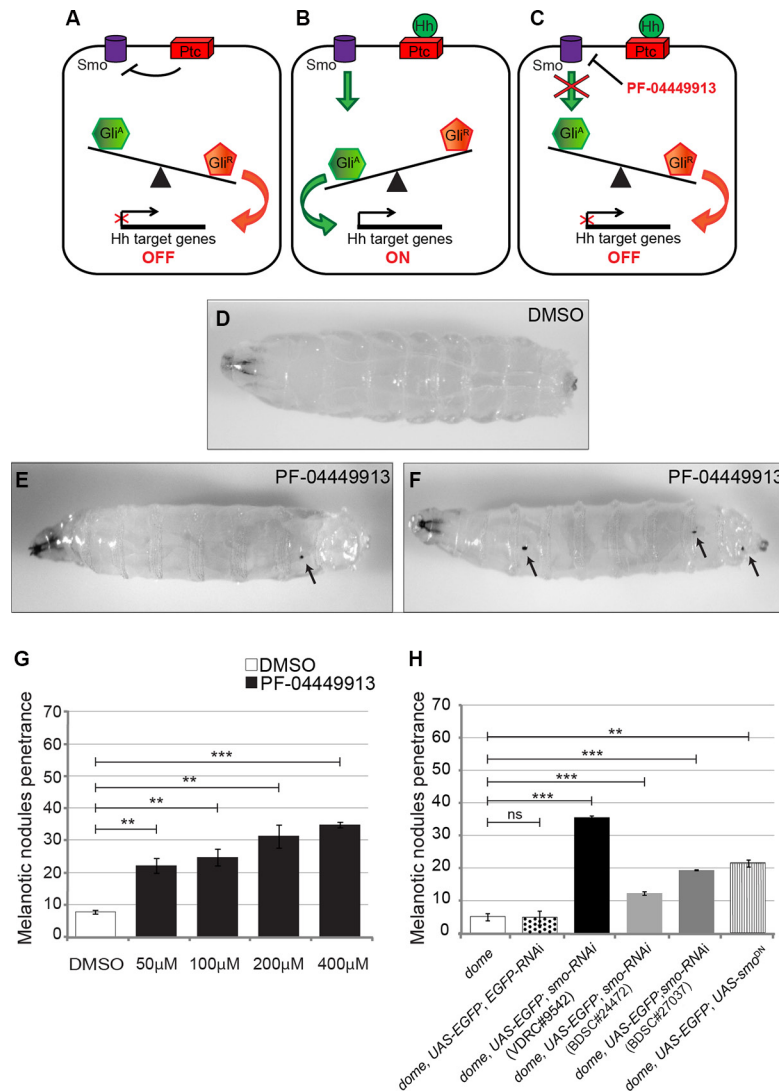 A
B
C
Hh
Hh
Ptc
Ptc
Ptc
Smo
Smo
Smo
PF-04449913
Gli^A
Gli^R
Gli^A
Gli^R
Gli^A
Gli^R
Hh target genes
OFF
Hh target genes
ON
Hh target genes
OFF
D
DMSO
E
PF-04449913
F
PF-04449913
G
DMSO
PF-04449913
Melanotic nodules penetrance
70
60
50
40
30
20
10
0
***
**
**
**
DMSO
50µM
100µM
200µM
400µM
H
Melanotic nodules penetrance
70
60
50
40
30
20
10
0
**
***
***
***
ns
dome
dome, UAS-EGFP; EGFP-RNAi
dome, UAS-EGFP; smo-RNAi
(VDRC#9542)
dome, UAS-EGFP; smo-RNAi
(BDSC#24472)
dome, UAS-EGFP;smo-RNAi
(BDSC#27037)
dome, UAS-EGFP; UAS-smo^DN